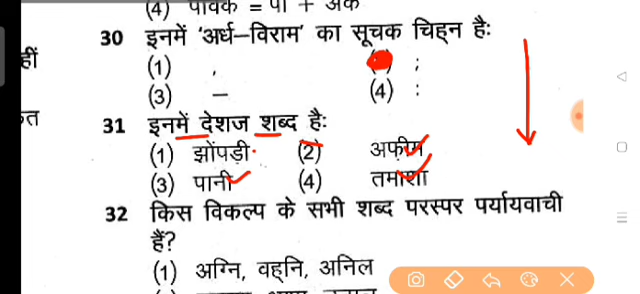 (4) पावक = पा + अक
30 इनमें ‘अर्ध–विराम’ का सूचक चिह्न हैः
हीं
(1) , ;
(3) – (4) :
त
31 इनमें देशज शब्द हैः
(1) झोंपड़ी (2) अफ़ीम
(3) पानी (4) तमाशा
32 किस विकल्प के सभी शब्द परस्पर पर्यायवाची
हैं?
(1) अग्नि, वह्नि, अनिल